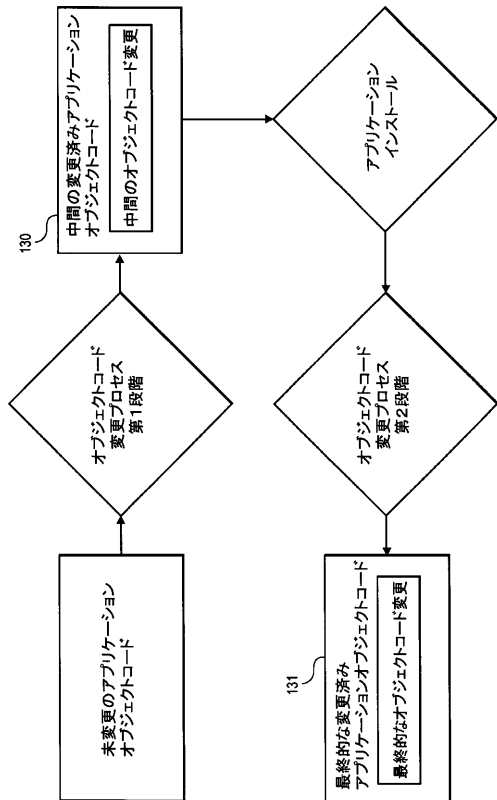 未変更のアプリケーション
オブジェクトコード
オブジェクトコード
変更プロセス
第1段階
130
中間の変更済みアプリケーション
オブジェクトコード
中間のオブジェクトコード変更
アプリケーション
インストール
オブジェクトコード
変更プロセス
第2段階
131
最終的な変更済み
アプリケーションオブジェクトコード
最終的なオブジェクトコード変更